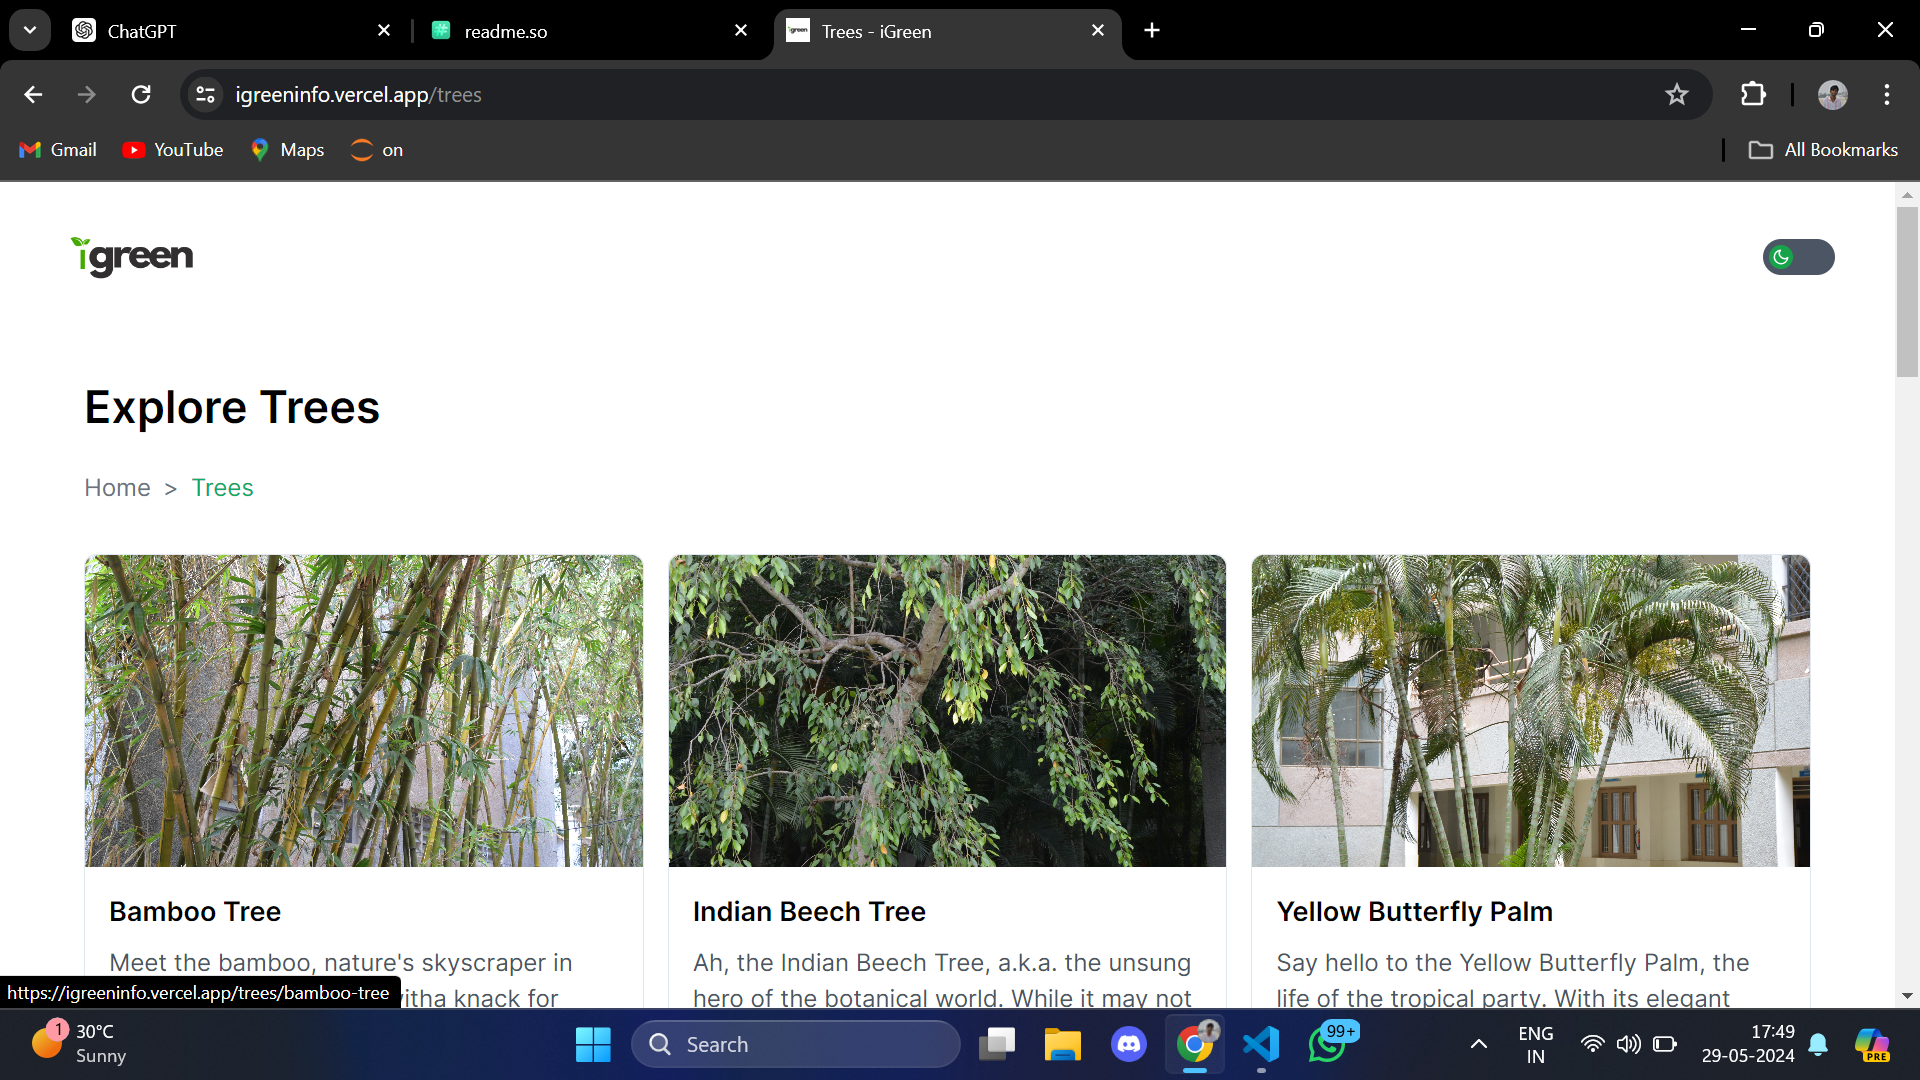 ChatGPT
readme.so
Trees - iGreen
igreeninfo.vercel.app/trees
Gmail
YouTube
Maps
on
All Bookmarks
igreen
Explore Trees
Home > Trees
Bamboo Tree
Indian Beech Tree
Yellow Butterfly Palm
Meet the bamboo, nature's skyscraper in
Ah, the Indian Beech Tree, a.k.a. the unsung
Say hello to the Yellow Butterfly Palm, the
witha knack for
hero of the botanical world. While it may not
life of the tropical party. With its elegant
https://igreeninfo.vercel.app/trees/bamboo-tree
1
30°C
Sunny
Search
99+
ENG
IN
17:49
29-05-2024
PRE